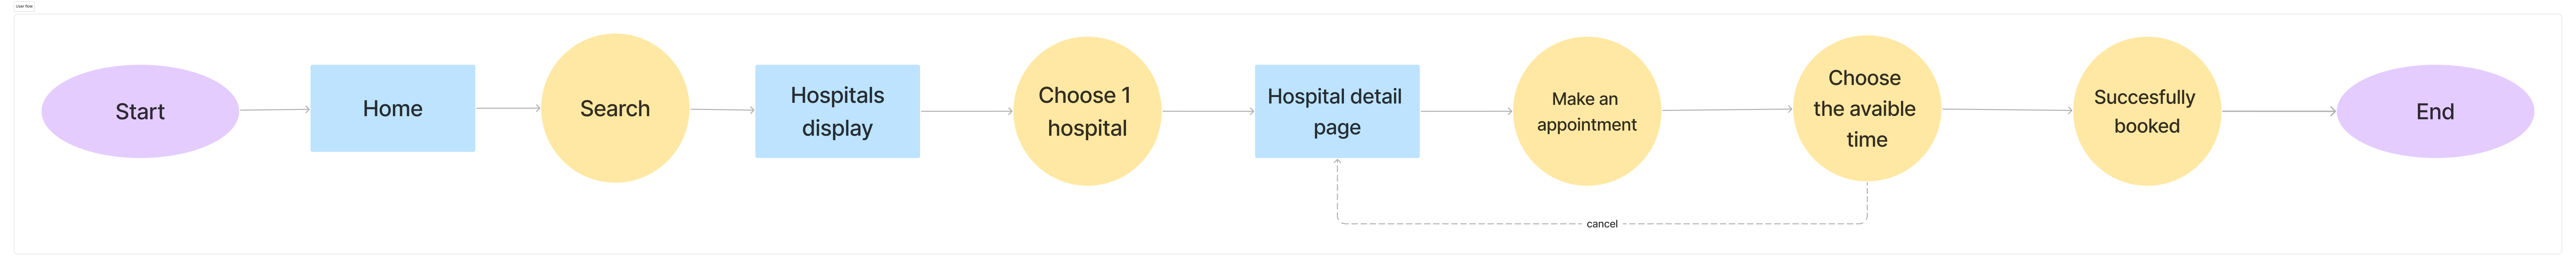 User flow
Start
Home
Search
Hospitals
display
Choose 1
hospital
Hospital detail
page
Make an
appointment
Choose
the avaible
time
Succesfully
booked
End
cancel